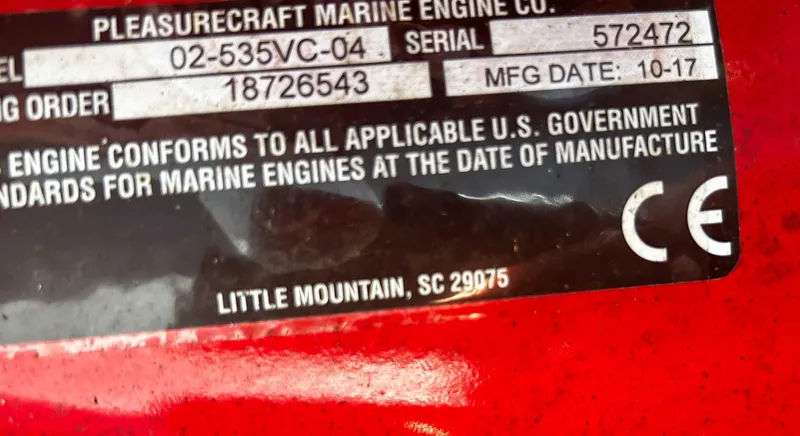 PLEASURECRAFT MARINE ENGINE CO.
EL 02-535VC-04 SERIAL 572472
G ORDER 18726543 MFG DATE: 10-17
ENGINE CONFORMS TO ALL APPLICABLE U.S. GOVERNMENT
NDARDS FOR MARINE ENGINES AT THE DATE OF MANUFACTURE
CE
LITTLE MOUNTAIN, SC 29075